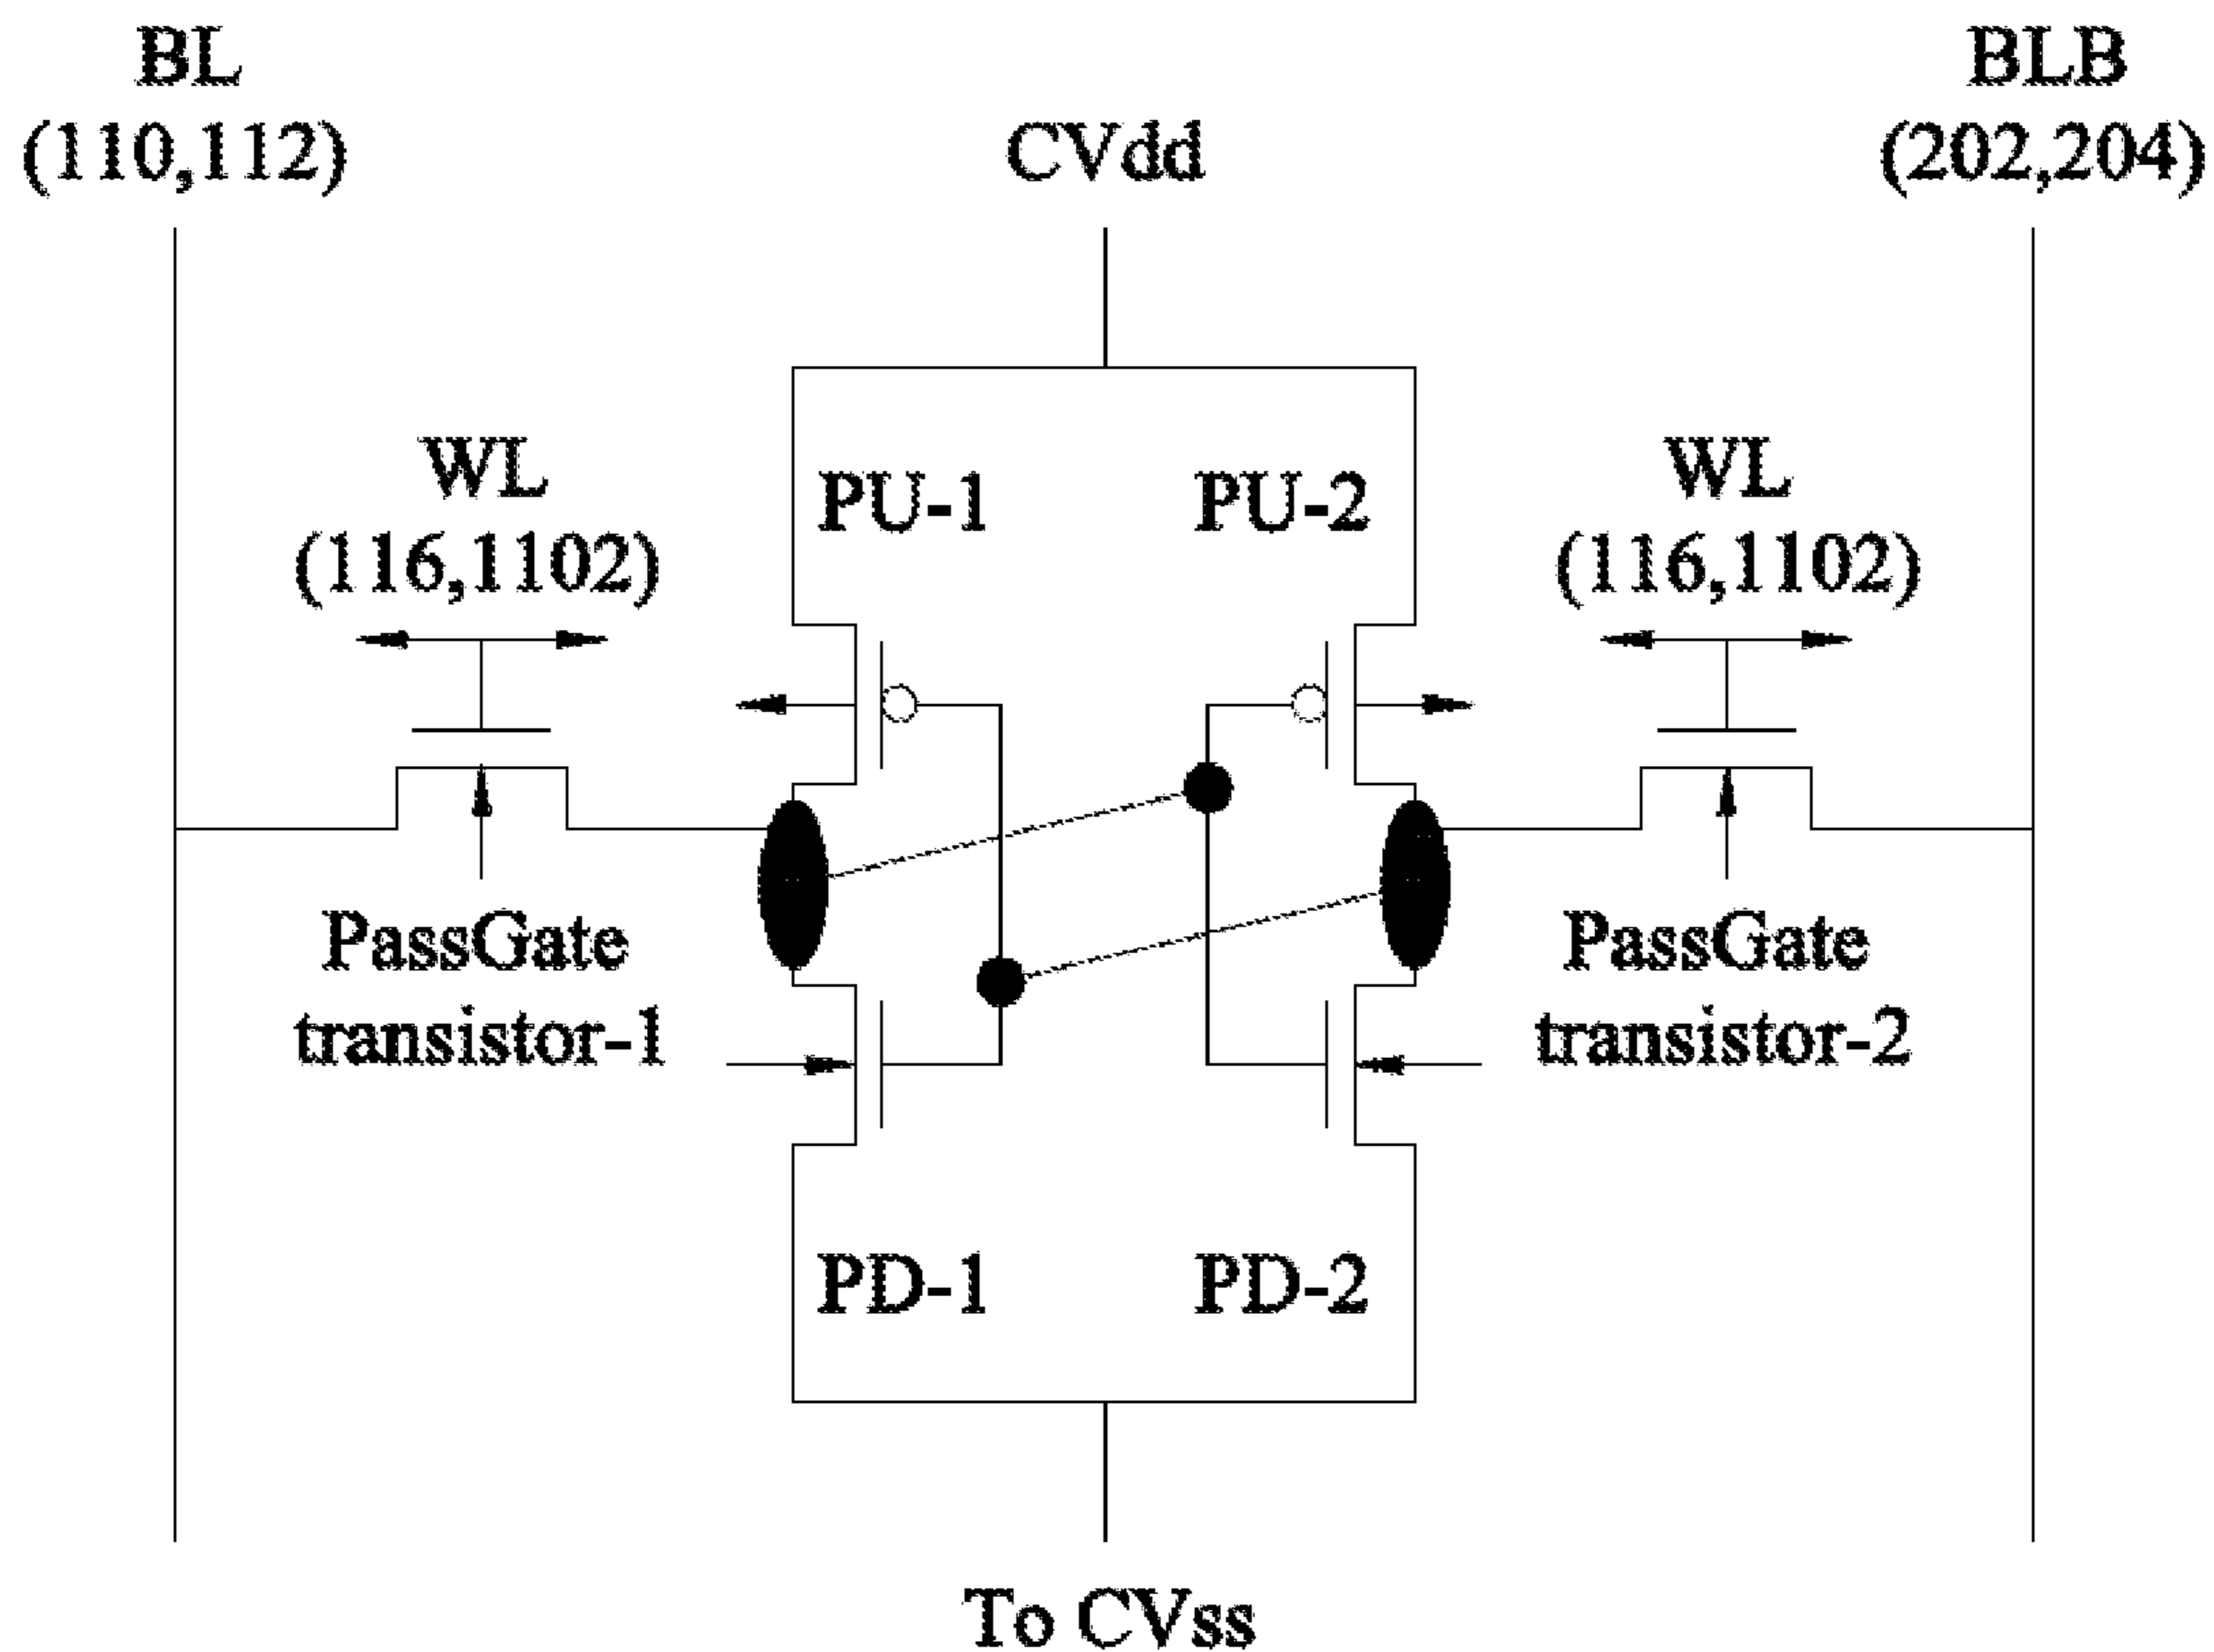 BL
(110,112)
CVdd
BLB
(202,204)
WL
(116,1102)
PU-1
PU-2
WL
(116,1102)
PassGate
transistor-1
PassGate
transistor-2
PD-1
PD-2
To CVss